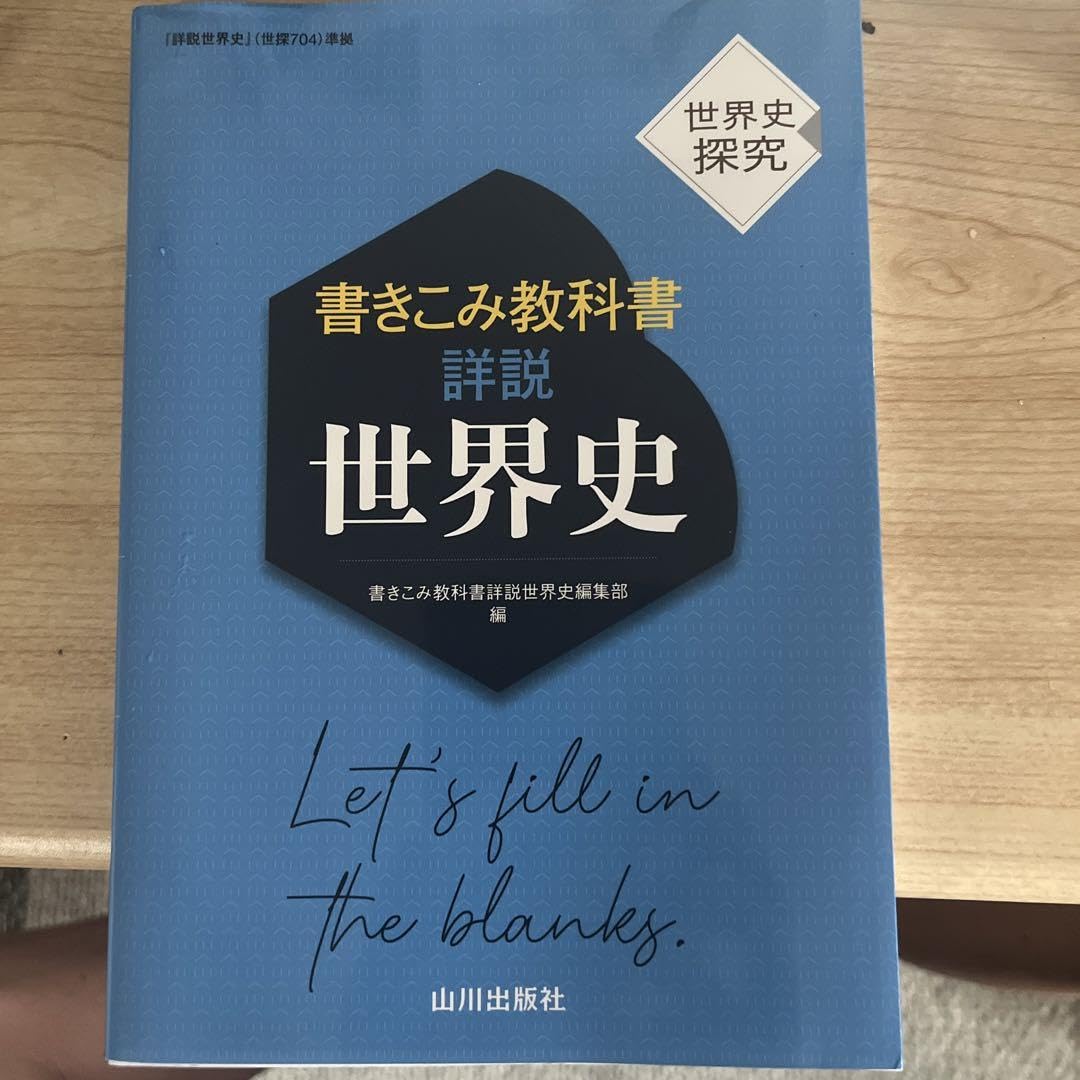 『詳説世界史』(世探704)準拠
世界史
探究
書きこみ教科書
詳説
世界史
書きこみ教科書詳説世界史編集部
編
Let's fill in
the blanks.
山川出版社